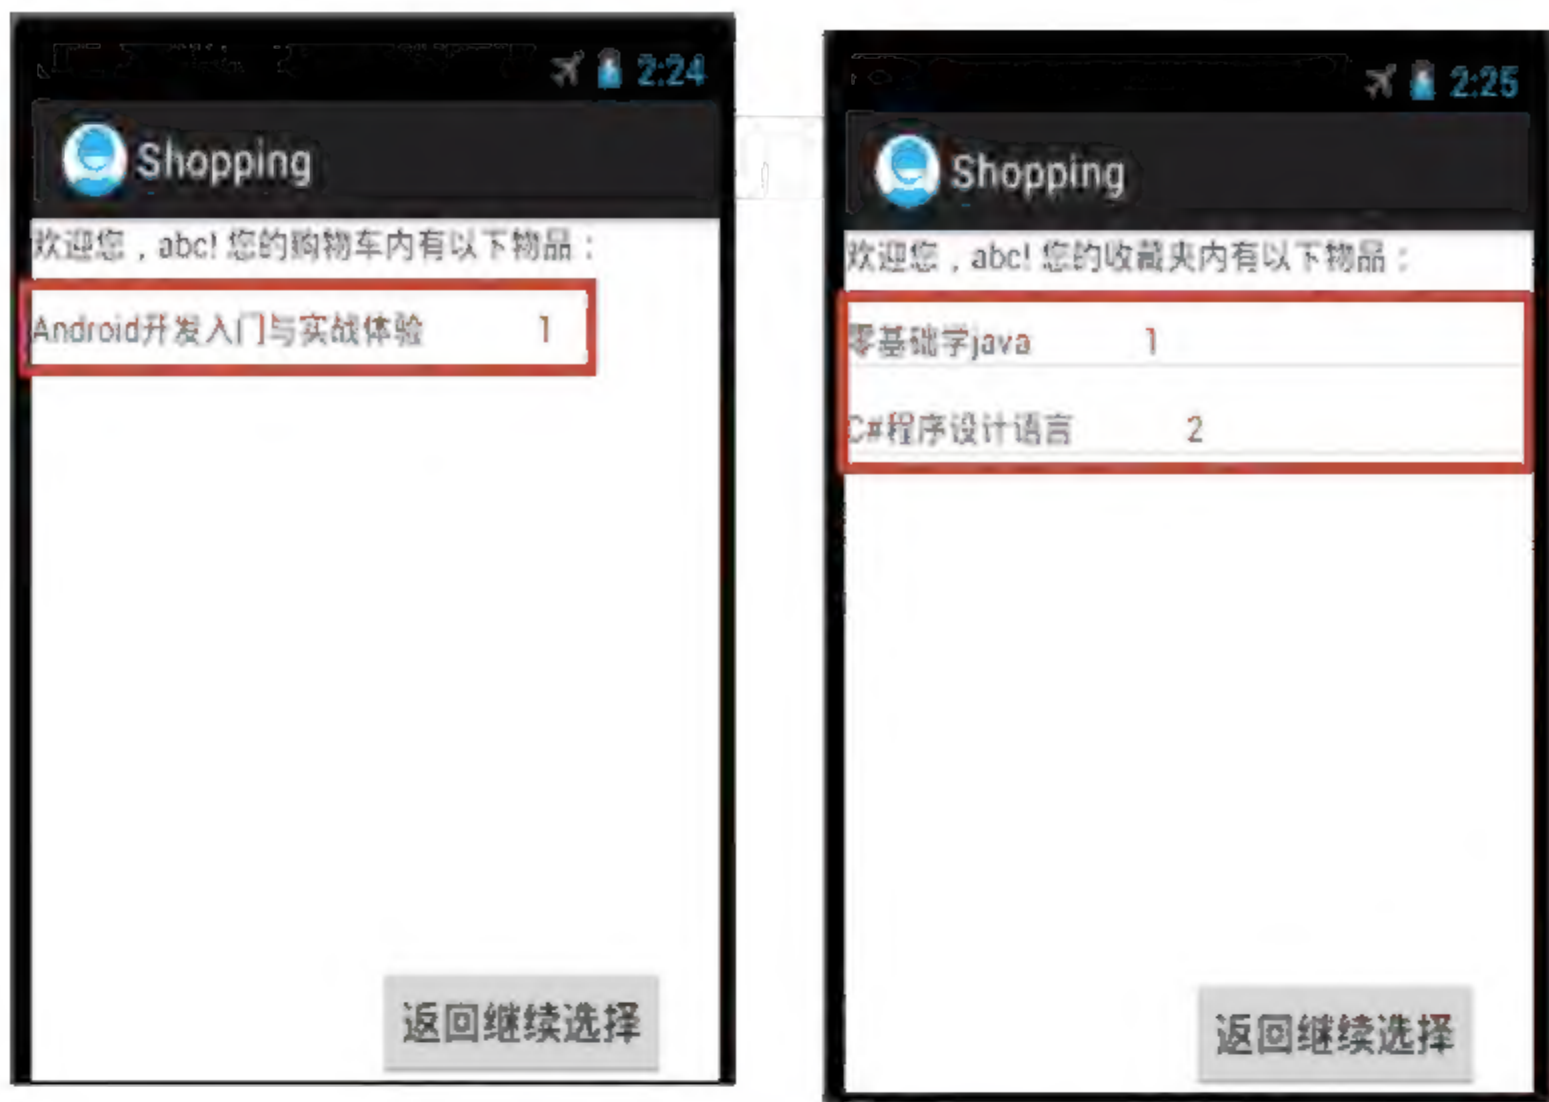 2:24
Shopping
欢迎您，abc! 您的购物车内有以下物品：
Android开发入门与实战体验 1
返回继续选择
2:25
Shopping
欢迎您，abc! 您的收藏夹内有以下物品：
零基础学java 1
C#程序设计语言 2
返回继续选择